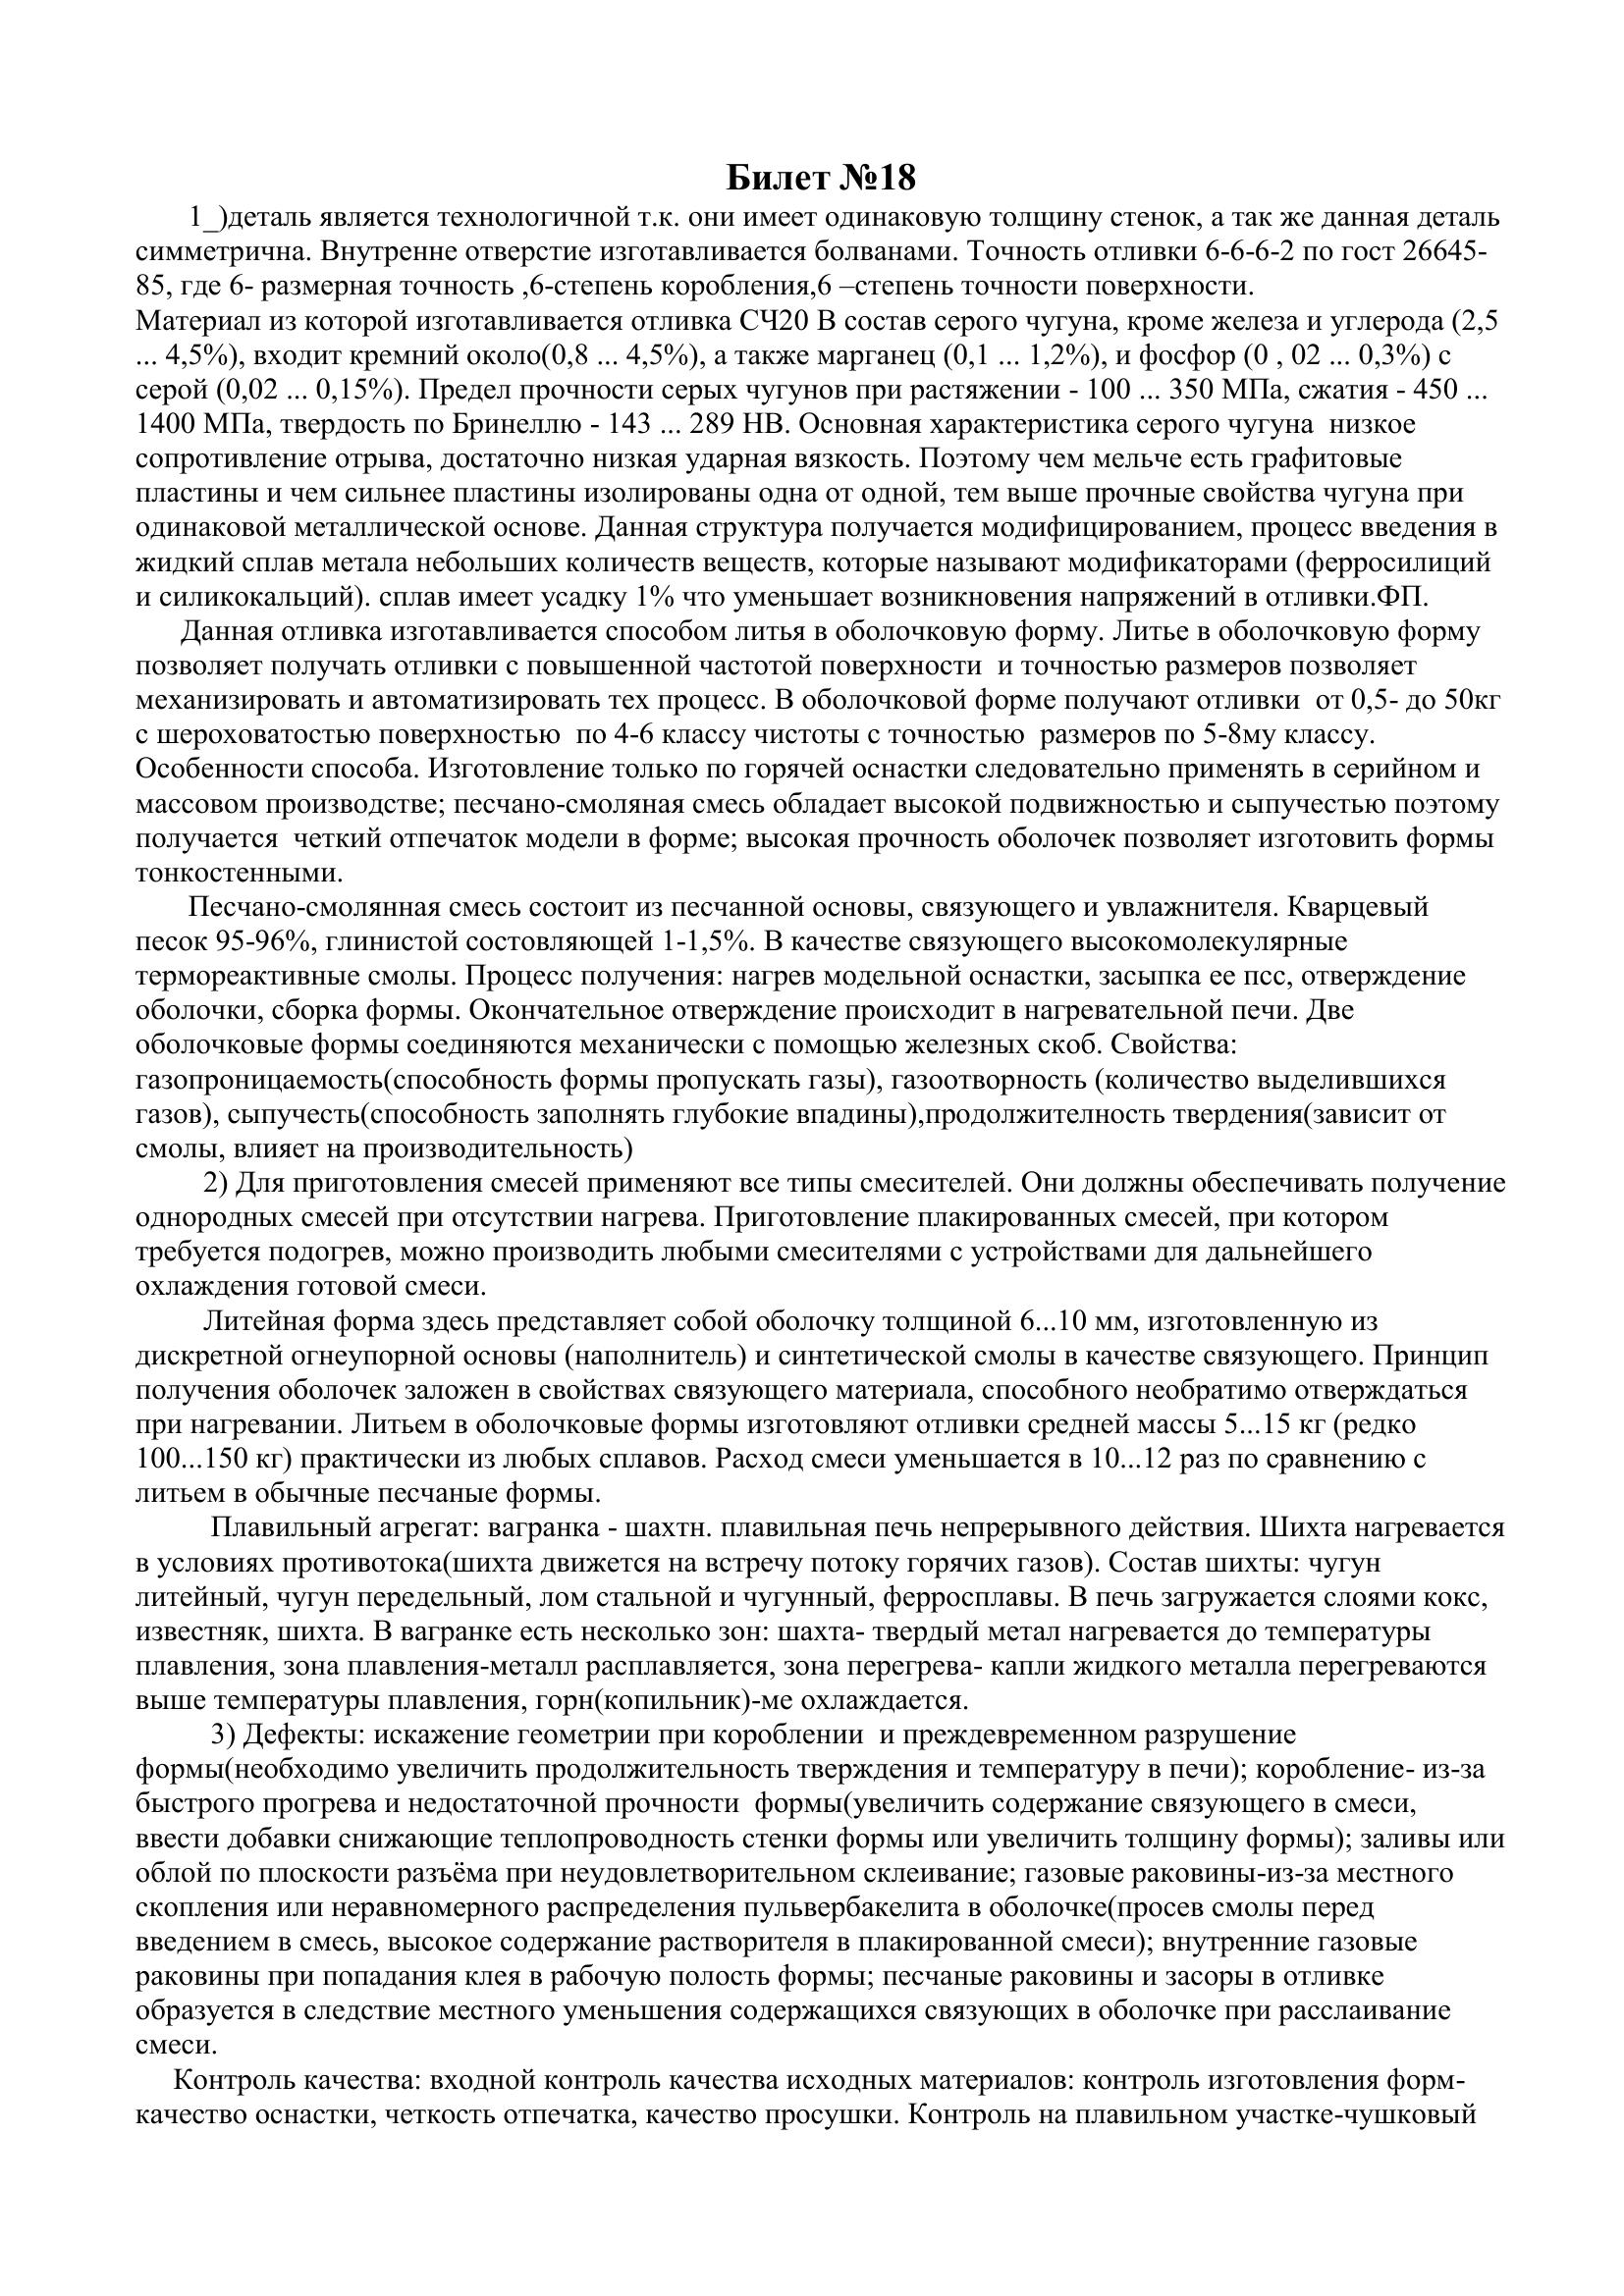 Билет №18
1_)деталь является технологичной т.к. они имеет одинаковую толщину стенок, а так же данная деталь
симметрична. Внутренне отверстие изготавливается болванами. Точность отливки 6-6-6-2 по гост 26645-
85, где 6- размерная точность ,6-степень коробления,6 –степень точности поверхности.
Материал из которой изготавливается отливка СЧ20 В состав серого чугуна, кроме железа и углерода (2,5
... 4,5%), входит кремний около(0,8 ... 4,5%), а также марганец (0,1 ... 1,2%), и фосфор (0 , 02 ... 0,3%) с
серой (0,02 ... 0,15%). Предел прочности серых чугунов при растяжении - 100 ... 350 МПа, сжатия - 450 ...
1400 МПа, твердость по Бринеллю - 143 ... 289 НВ. Основная характеристика серого чугуна  низкое
сопротивление отрыва, достаточно низкая ударная вязкость. Поэтому чем мельче есть графитовые
пластины и чем сильнее пластины изолированы одна от одной, тем выше прочные свойства чугуна при
одинаковой металлической основе. Данная структура получается модифицированием, процесс введения в
жидкий сплав метала небольших количеств веществ, которые называют модификаторами (ферросилиций
и силикокальций). сплав имеет усадку 1% что уменьшает возникновения напряжений в отливки.ФП.
Данная отливка изготавливается способом литья в оболочковую форму. Литье в оболочковую форму
позволяет получать отливки с повышенной частотой поверхности  и точностью размеров позволяет
механизировать и автоматизировать тех процесс. В оболочковой форме получают отливки  от 0,5- до 50кг
с шероховатостью поверхностью  по 4-6 классу чистоты с точностью  размеров по 5-8му классу.
Особенности способа. Изготовление только по горячей оснастки следовательно применять в серийном и
массовом производстве; песчано-смоляная смесь обладает высокой подвижностью и сыпучестью поэтому
получается  четкий отпечаток модели в форме; высокая прочность оболочек позволяет изготовить формы
тонкостенными.
Песчано-смолянная смесь состоит из песчанной основы, связующего и увлажнителя. Кварцевый
песок 95-96%, глинистой состовляющей 1-1,5%. В качестве связующего высокомолекулярные
термореактивные смолы. Процесс получения: нагрев модельной оснастки, засыпка ее псс, отверждение
оболочки, сборка формы. Окончательное отверждение происходит в нагревательной печи. Две
оболочковые формы соединяются механически с помощью железных скоб. Свойства:
газопроницаемость(способность формы пропускать газы), газоотворность (количество выделившихся
газов), сыпучесть(способность заполнять глубокие впадины),продолжителность твердения(зависит от
смолы, влияет на производительность)
2) Для приготовления смесей применяют все типы смесителей. Они должны обеспечивать получение
однородных смесей при отсутствии нагрева. Приготовление плакированных смесей, при котором
требуется подогрев, можно производить любыми смесителями с устройствами для дальнейшего
охлаждения готовой смеси.
Литейная форма здесь представляет собой оболочку толщиной 6...10 мм, изготовленную из
дискретной огнеупорной основы (наполнитель) и синтетической смолы в качестве связующего. Принцип
получения оболочек заложен в свойствах связующего материала, способного необратимо отверждаться
при нагревании. Литьем в оболочковые формы изготовляют отливки средней массы 5...15 кг (редко
100...150 кг) практически из любых сплавов. Расход смеси уменьшается в 10...12 раз по сравнению с
литьем в обычные песчаные формы.
Плавильный агрегат: вагранка - шахтн. плавильная печь непрерывного действия. Шихта нагревается
в условиях противотока(шихта движется на встречу потоку горячих газов). Состав шихты: чугун
литейный, чугун передельный, лом стальной и чугунный, ферросплавы. В печь загружается слоями кокс,
известняк, шихта. В вагранке есть несколько зон: шахта- твердый метал нагревается до температуры
плавления, зона плавления-металл расплавляется, зона перегрева- капли жидкого металла перегреваются
выше температуры плавления, горн(копильник)-ме охлаждается.
3) Дефекты: искажение геометрии при короблении  и преждевременном разрушение
формы(необходимо увеличить продолжительность тверждения и температуру в печи); коробление- из-за
быстрого прогрева и недостаточной прочности  формы(увеличить содержание связующего в смеси,
ввести добавки снижающие теплопроводность стенки формы или увеличить толщину формы); заливы или
облой по плоскости разъёма при неудовлетворительном склеивание; газовые раковины-из-за местного
скопления или неравномерного распределения пульвербакелита в оболочке(просев смолы перед
введением в смесь, высокое содержание растворителя в плакированной смеси); внутренние газовые
раковины при попадания клея в рабочую полость формы; песчаные раковины и засоры в отливке
образуется в следствие местного уменьшения содержащихся связующих в оболочке при расслаивание
смеси.
Контроль качества: входной контроль качества исходных материалов: контроль изготовления форм-
качество оснастки, четкость отпечатка, качество просушки. Контроль на плавильном участке-чушковый